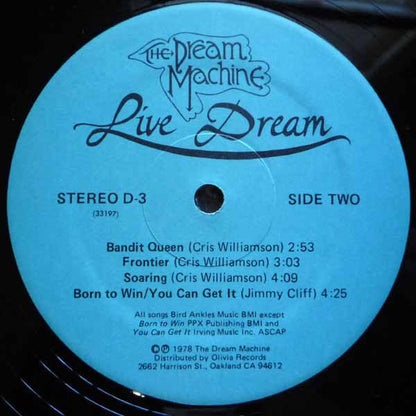 THE Dream
Machine
Live Dream
STEREO D-3
SIDE TWO
(33197)
Bandit Queen (Cris Williamson) 2:53
Frontier (Cris Williamson) 3:03
Soaring (Cris Williamson) 4:09
Born to Win/You Can Get It (Jimmy Cliff) 4:25
All songs Bird Ankles Music BMI except
Born to Win PPX Publishing BMI and
You Can Get It Irving Music Inc. ASCAP
©℗ 1978 The Dream Machine
Distributed by Olivia Records
2662 Harrison St., Oakland CA 94612